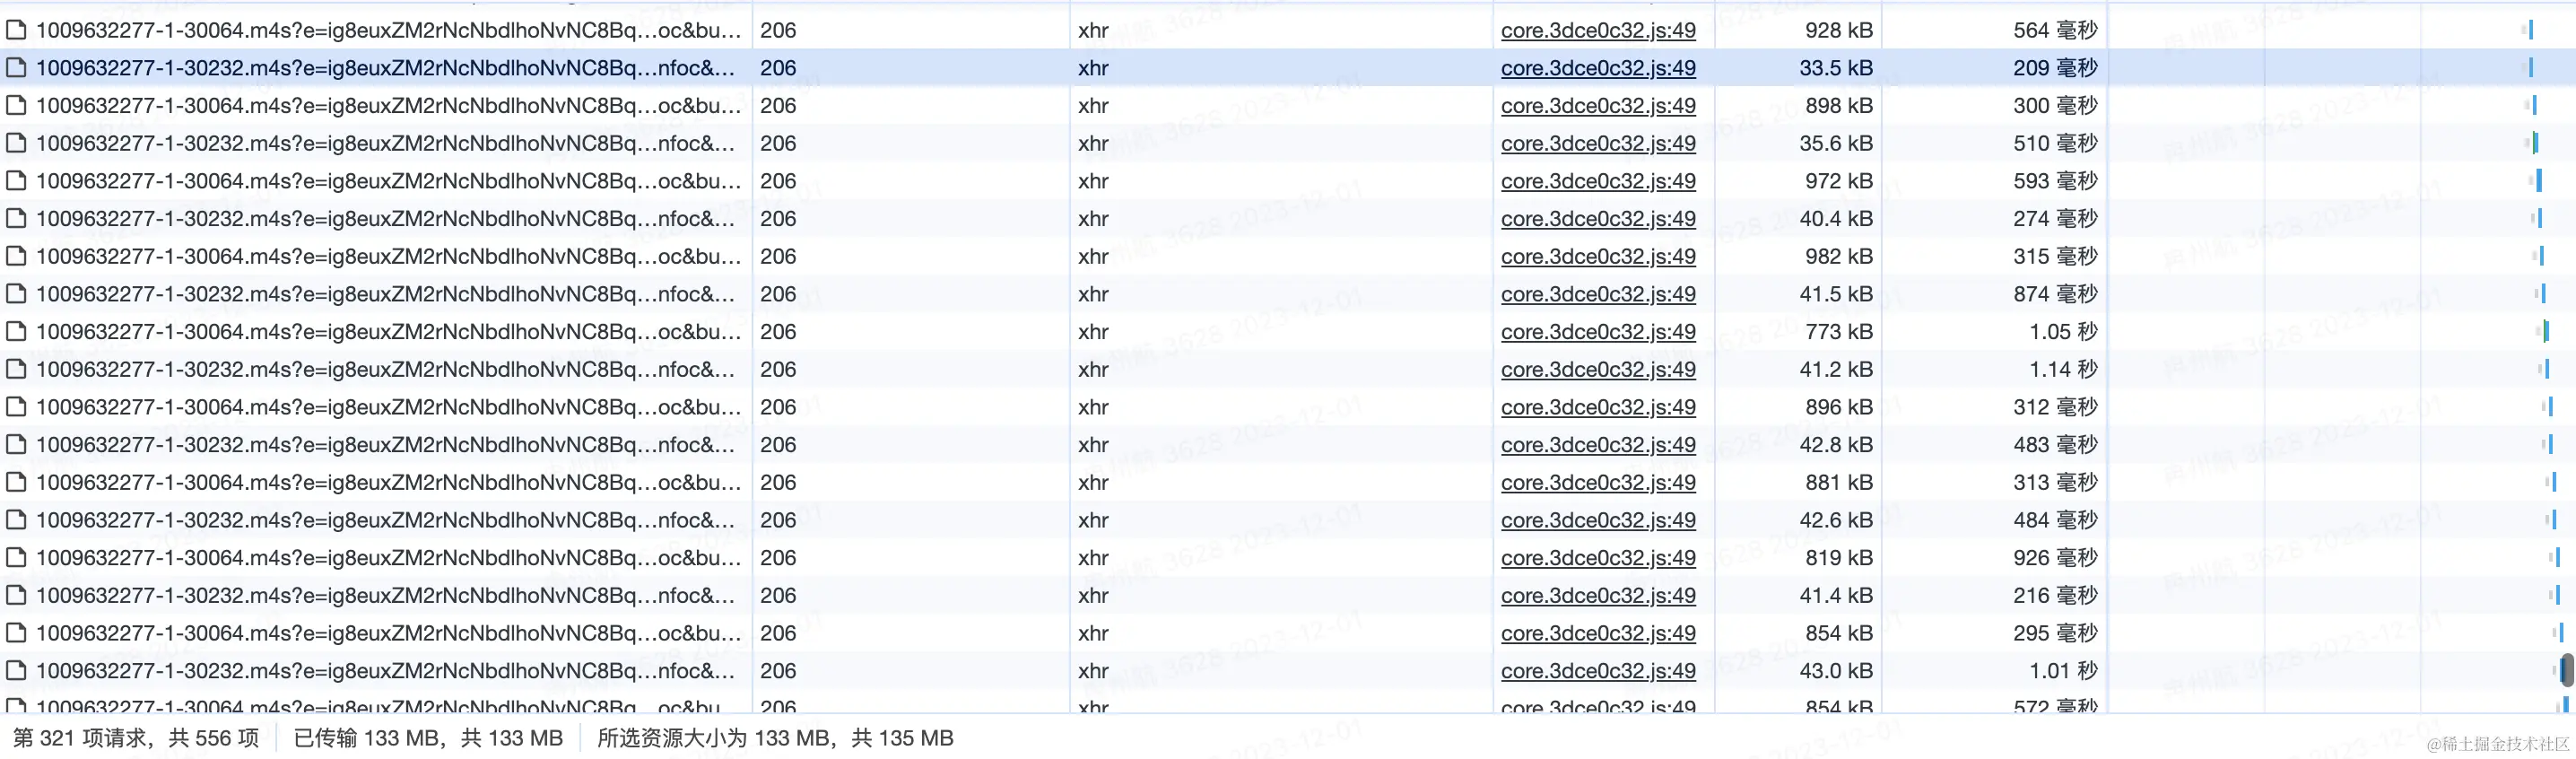 1009632277-1-30064.m4s?e=ig8euxZM2rNcNbdlhoNvNC8Bq…oc&bu… 206 xhr core.3dce0c32.js:49 928 kB 564 毫秒
1009632277-1-30232.m4s?e=ig8euxZM2rNcNbdlhoNvNC8Bq…nfoc&… 206 xhr core.3dce0c32.js:49 33.5 kB 209 毫秒
1009632277-1-30064.m4s?e=ig8euxZM2rNcNbdlhoNvNC8Bq…oc&bu… 206 xhr core.3dce0c32.js:49 898 kB 300 毫秒
1009632277-1-30232.m4s?e=ig8euxZM2rNcNbdlhoNvNC8Bq…nfoc&… 206 xhr core.3dce0c32.js:49 35.6 kB 510 毫秒
1009632277-1-30064.m4s?e=ig8euxZM2rNcNbdlhoNvNC8Bq…oc&bu… 206 xhr core.3dce0c32.js:49 972 kB 593 毫秒
1009632277-1-30232.m4s?e=ig8euxZM2rNcNbdlhoNvNC8Bq…nfoc&… 206 xhr core.3dce0c32.js:49 40.4 kB 274 毫秒
1009632277-1-30064.m4s?e=ig8euxZM2rNcNbdlhoNvNC8Bq…oc&bu… 206 xhr core.3dce0c32.js:49 982 kB 315 毫秒
1009632277-1-30232.m4s?e=ig8euxZM2rNcNbdlhoNvNC8Bq…nfoc&… 206 xhr core.3dce0c32.js:49 41.5 kB 874 毫秒
1009632277-1-30064.m4s?e=ig8euxZM2rNcNbdlhoNvNC8Bq…oc&bu… 206 xhr core.3dce0c32.js:49 773 kB 1.05 秒
1009632277-1-30232.m4s?e=ig8euxZM2rNcNbdlhoNvNC8Bq…nfoc&… 206 xhr core.3dce0c32.js:49 41.2 kB 1.14 秒
1009632277-1-30064.m4s?e=ig8euxZM2rNcNbdlhoNvNC8Bq…oc&bu… 206 xhr core.3dce0c32.js:49 896 kB 312 毫秒
1009632277-1-30232.m4s?e=ig8euxZM2rNcNbdlhoNvNC8Bq…nfoc&… 206 xhr core.3dce0c32.js:49 42.8 kB 483 毫秒
1009632277-1-30064.m4s?e=ig8euxZM2rNcNbdlhoNvNC8Bq…oc&bu… 206 xhr core.3dce0c32.js:49 881 kB 313 毫秒
1009632277-1-30232.m4s?e=ig8euxZM2rNcNbdlhoNvNC8Bq…nfoc&… 206 xhr core.3dce0c32.js:49 42.6 kB 484 毫秒
1009632277-1-30064.m4s?e=ig8euxZM2rNcNbdlhoNvNC8Bq…oc&bu… 206 xhr core.3dce0c32.js:49 819 kB 926 毫秒
1009632277-1-30232.m4s?e=ig8euxZM2rNcNbdlhoNvNC8Bq…nfoc&… 206 xhr core.3dce0c32.js:49 41.4 kB 216 毫秒
1009632277-1-30064.m4s?e=ig8euxZM2rNcNbdlhoNvNC8Bq…oc&bu… 206 xhr core.3dce0c32.js:49 854 kB 295 毫秒
1009632277-1-30232.m4s?e=ig8euxZM2rNcNbdlhoNvNC8Bq…nfoc&… 206 xhr core.3dce0c32.js:49 43.0 kB 1.01 秒
1009632277-1-30064.m4s?e=ig8euxZM2rNcNbdlhoNvNC8Bq…oc&bu… 206 xhr core.3dce0c32.js:49 854 kB 572 毫秒
第 321 项请求，共 556 项 已传输 133 MB，共 133 MB 所选资源大小为 133 MB，共 135 MB
@稀土掘金技术社区